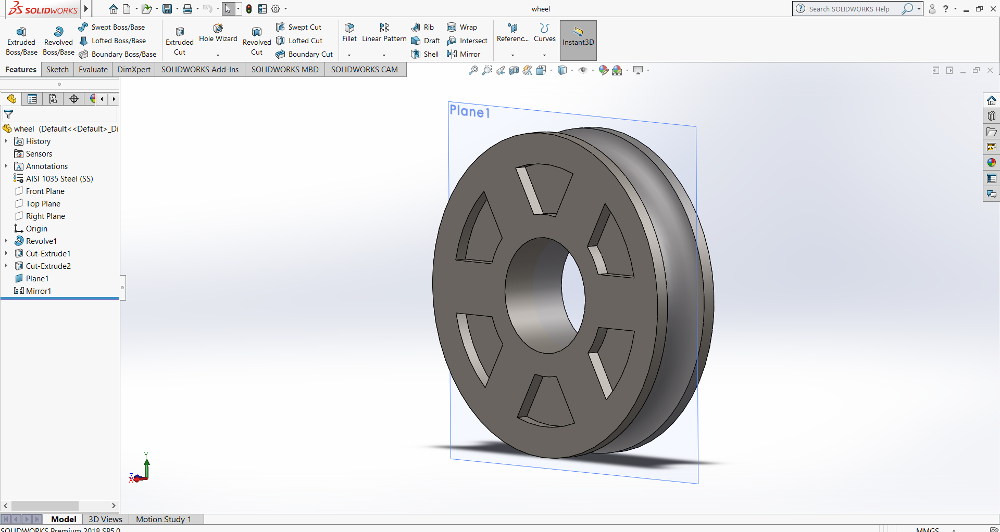 SOLIDWORKS
wheel
Search SOLIDWORKS Help
Extruded Boss/Base
Revolved Boss/Base
Swept Boss/Base
Lofted Boss/Base
Boundary Boss/Base
Extruded Cut
Hole Wizard
Revolved Cut
Swept Cut
Lofted Cut
Boundary Cut
Fillet
Linear Pattern
Rib
Draft
Shell
Wrap
Intersect
Mirror
Referenc...
Curves
Instant3D
Features
Sketch
Evaluate
DimXpert
SOLIDWORKS Add-Ins
SOLIDWORKS MBD
SOLIDWORKS CAM
wheel (Default<<Default>_Di
History
Sensors
Annotations
AISI 1035 Steel (SS)
Front Plane
Top Plane
Right Plane
Origin
Revolve1
Cut-Extrude1
Cut-Extrude2
Plane1
Mirror1
Plane1
Y
Z
X
Model
3D Views
Motion Study 1
SOLIDWORKS Premium 2018 SP5.0
MMGS